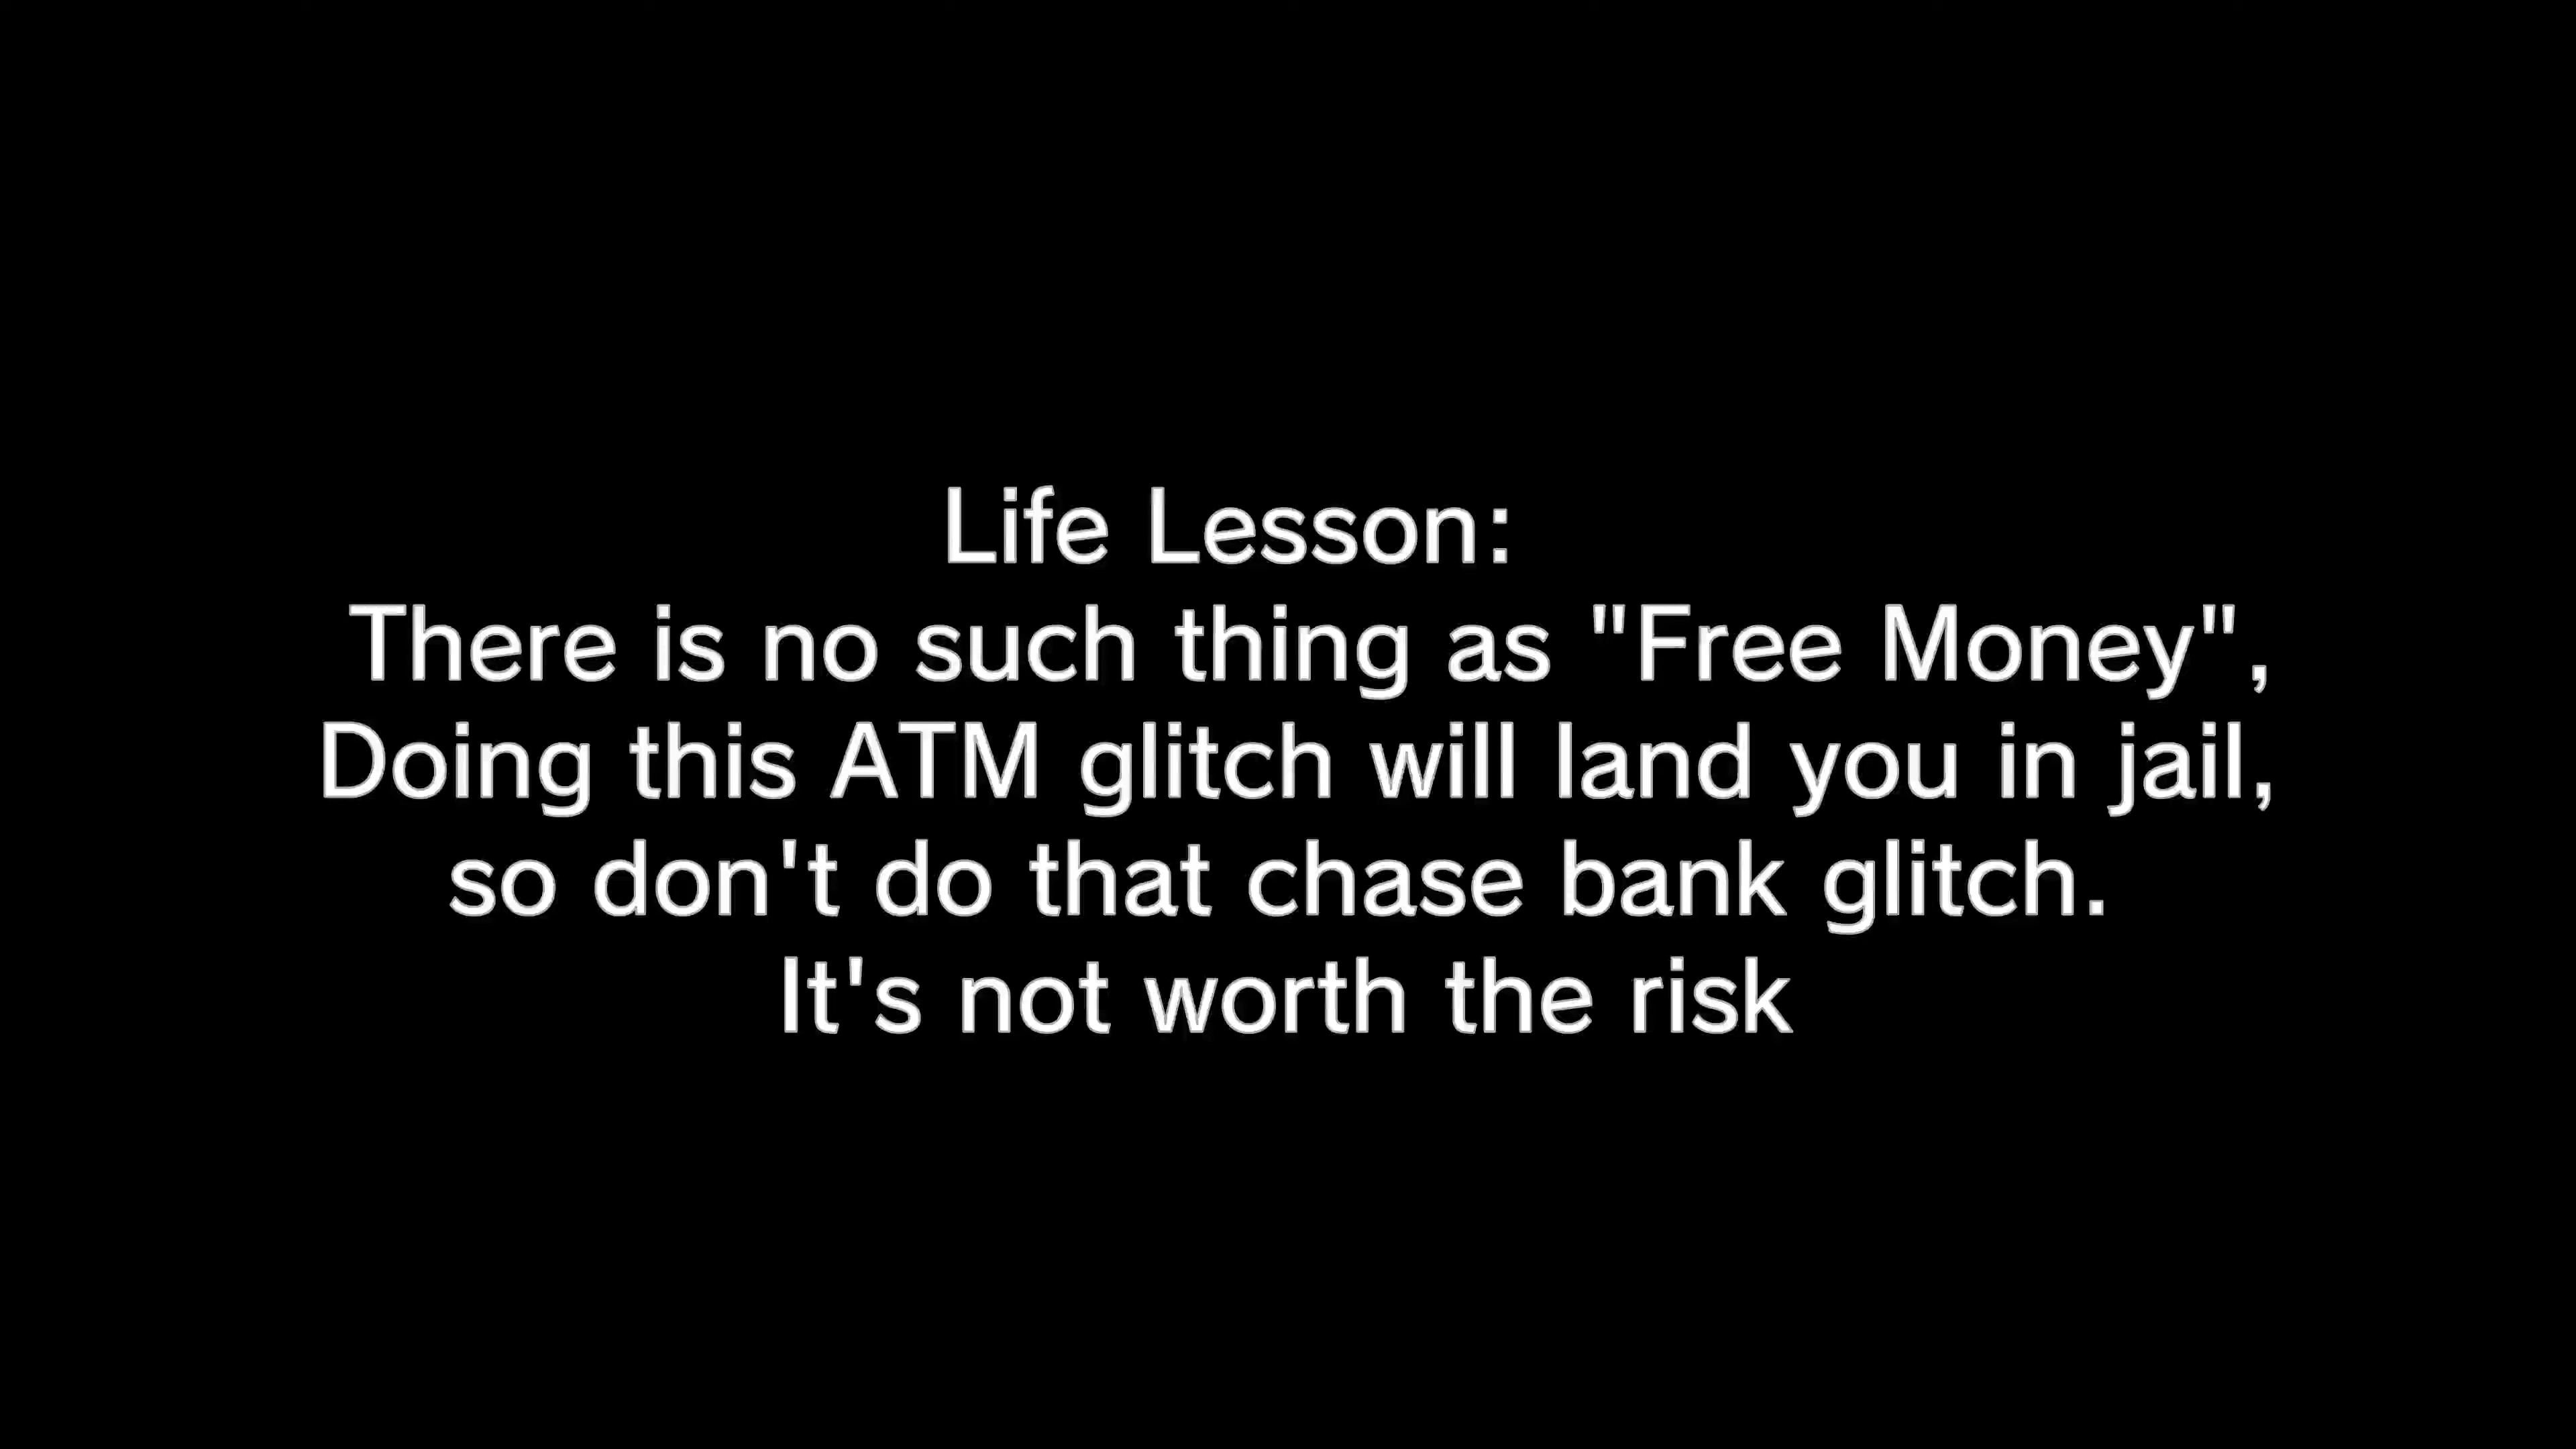 Life Lesson:
There is no such thing as "Free Money",
Doing this ATM glitch will land you in jail,
so don't do that chase bank glitch.
It's not worth the risk